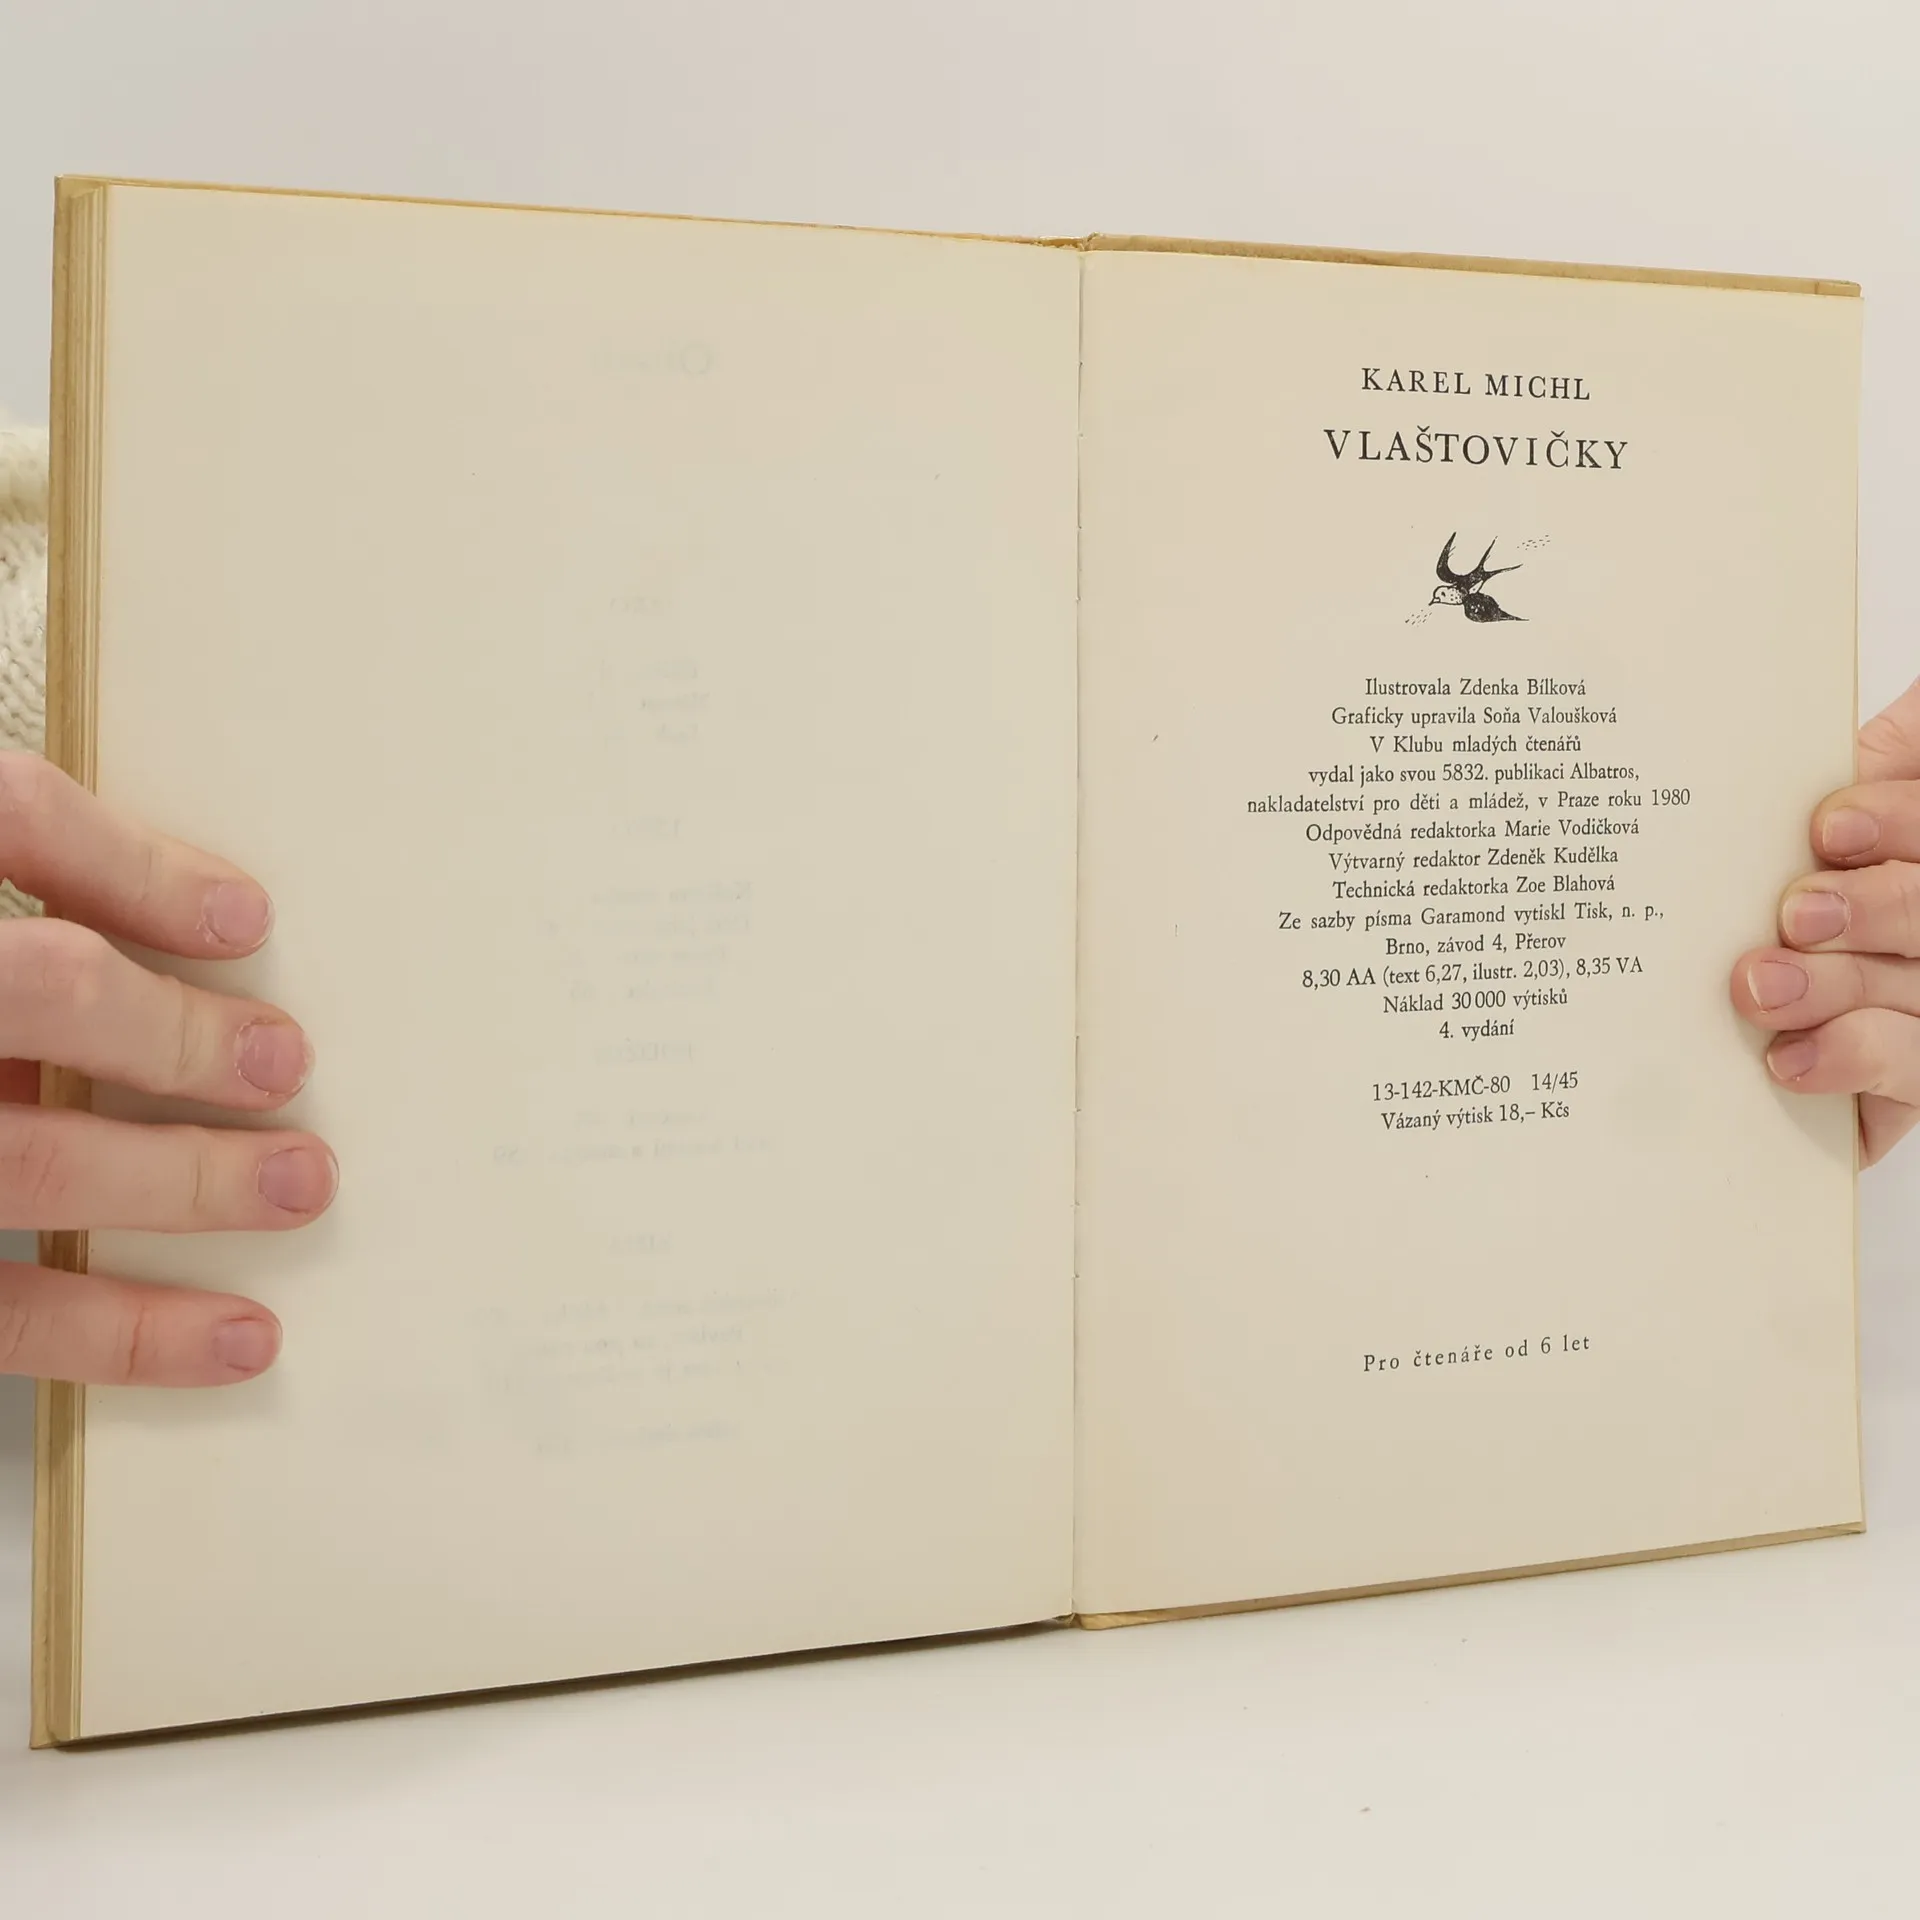 KAREL MICHL
VLAŠTOVIČKY
Ilustrovala Zdenka Bílková
Graficky upravila Soňa Valoušková
V Klubu mladých čtenářů
vydal jako svou 5832. publikaci Albatros,
nakladatelství pro děti a mládež, v Praze roku 1980
Odpovědná redaktorka Marie Vodičková
Výtvarný redaktor Zdeněk Kudělka
Technická redaktorka Zoe Blahová
Ze sazby písma Garamond vytiskl Tisk, n. p.,
Brno, závod 4, Přerov
8,30 AA (text 6,27, ilustr. 2,03), 8,35 VA
Náklad 30 000 výtisků
4. vydání
13-142-KMČ-80 14/45
Vázaný výtisk 18,– Kčs
Pro čtenáře od 6 let